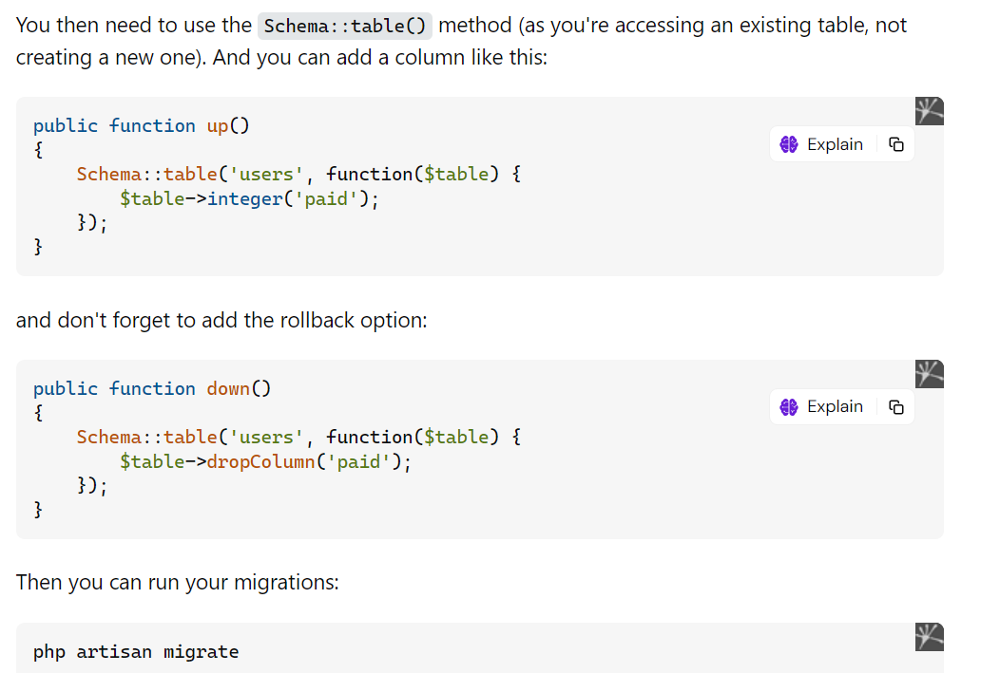 You then need to use the Schema::table() method (as you're accessing an existing table, not
creating a new one). And you can add a column like this:
public function up()
Explain
{
    Schema::table('users', function($table) {
        $table->integer('paid');
    });
}
and don't forget to add the rollback option:
public function down()
Explain
{
    Schema::table('users', function($table) {
        $table->dropColumn('paid');
    });
}
Then you can run your migrations:
php artisan migrate